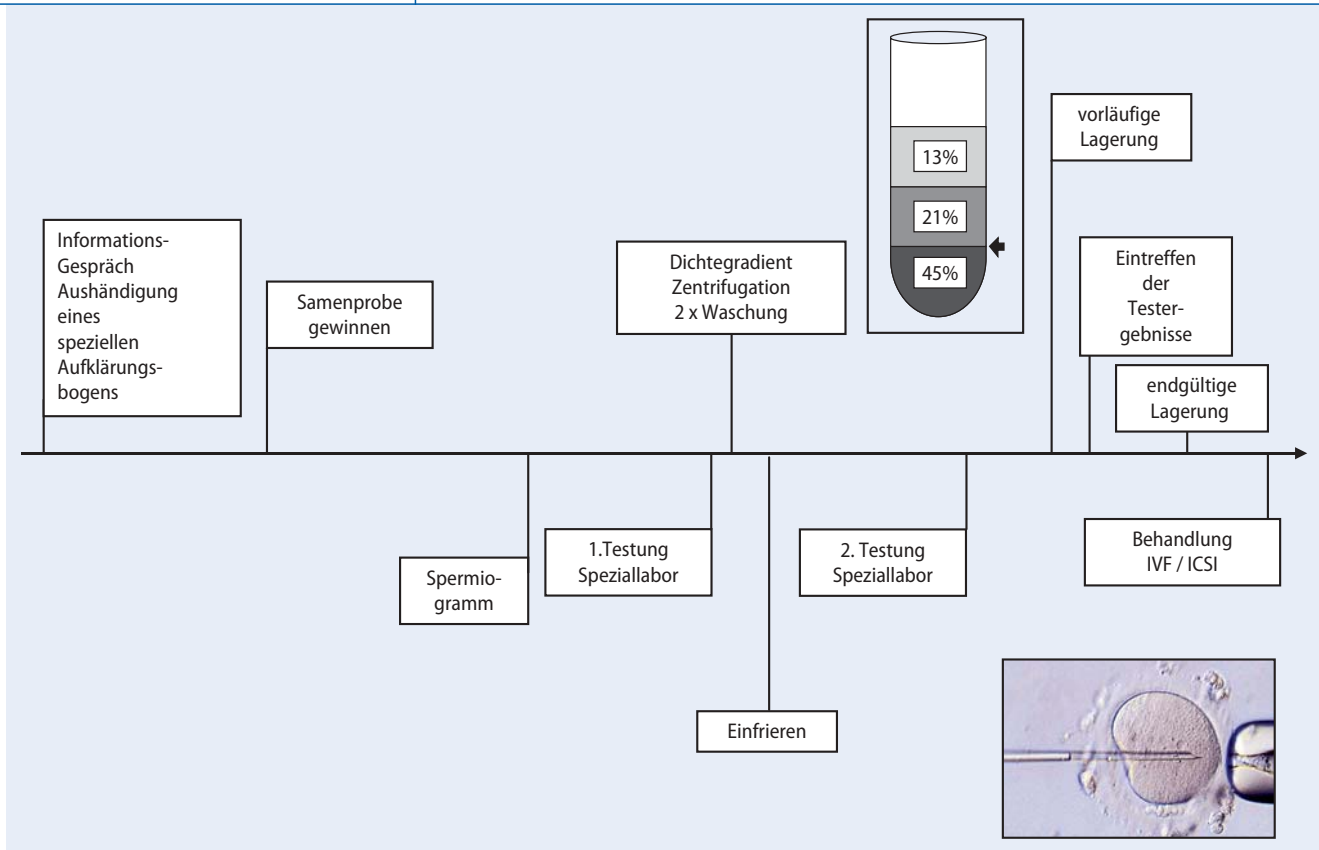 Informations-
Gespräch
Aushändigung
eines
speziellen
Aufklärungs-
bogens
Samenprobe
gewinnen
Spermio-
gramm
1.Testung
Speziallabor
Dichtegradient
Zentrifugation
2 x Waschung
13%
21%
45%
Einfrieren
2. Testung
Speziallabor
vorläufige
Lagerung
Eintreffen
der
Tester-
gebnisse
endgültige
Lagerung
Behandlung
IVF / ICSI